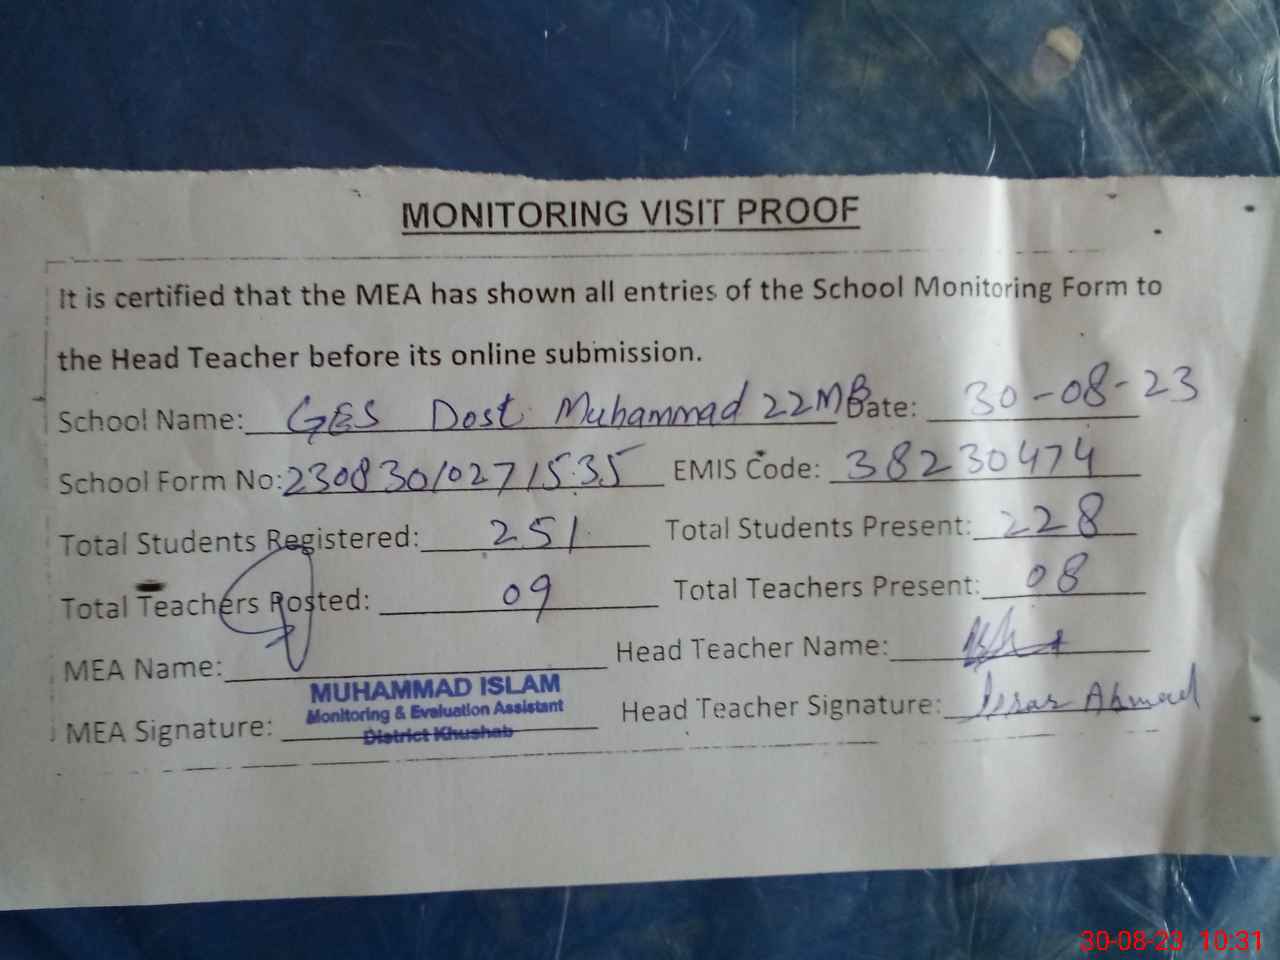 MONITORING VISIT PROOF
It is certified that the MEA has shown all entries of the School Monitoring Form to
the Head Teacher before its online submission.
School Name: GES Dost Muhammad 22MB Date: 30-08-23
School Form No: 230830102715535 EMIS Code: 38230474
Total Students Registered: 251 Total Students Present: 228
Total Teachers Posted: 09 Total Teachers Present: 08
MEA Name: Head Teacher Name:
MUHAMMAD ISLAM
Monitoring & Evaluation Assistant
District Khushab
MEA Signature: Head Teacher Signature: Israr Ahmad
30-08-23 10:31